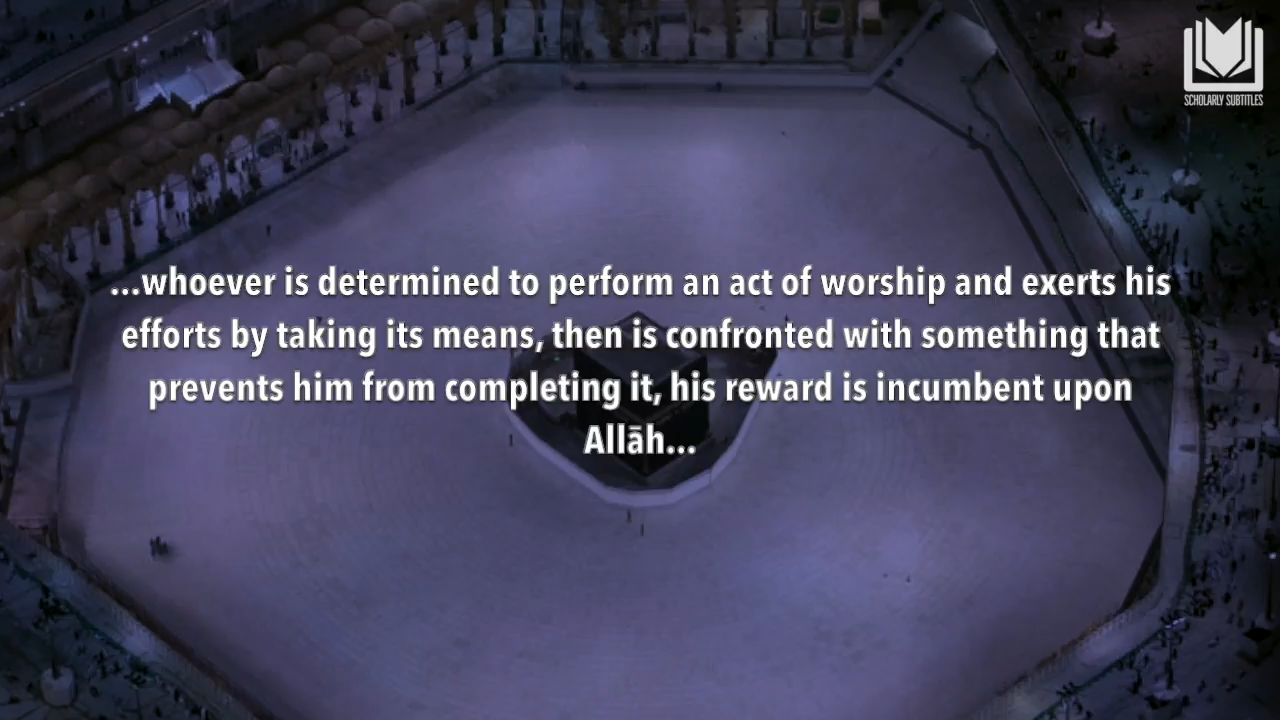 SCHOLARLY SUBTITLES
...whoever is determined to perform an act of worship and exerts his
efforts by taking its means, then is confronted with something that
prevents him from completing it, his reward is incumbent upon
Allāh...